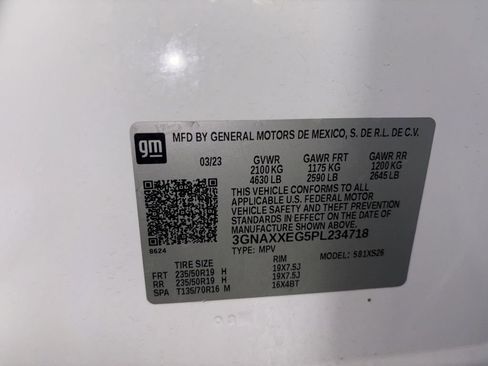 gm
MFD BY GENERAL MOTORS DE MEXICO, S. DE R.L. DE C.V.
03/23 GVWR GAWR FRT GAWR RR
2100 KG 1175 KG 1200 KG
4630 LB 2590 LB 2645 LB
THIS VEHICLE CONFORMS TO ALL
APPLICABLE U.S. FEDERAL MOTOR
VEHICLE SAFETY, BUMPER, AND THEFT
PREVENTION STANDARDS IN EFFECT ON
THE DATE OF MANUFACTURE SHOWN ABOVE.
3GNAXXEG5PL234718
TYPE: MPV MODEL: 581XS26
8624
TIRE SIZE RIM
FRT 235/50R19 H 19X7.5J
RR 235/50R19 H 19X7.5J
SPA T135/70R16 M 16X4BT